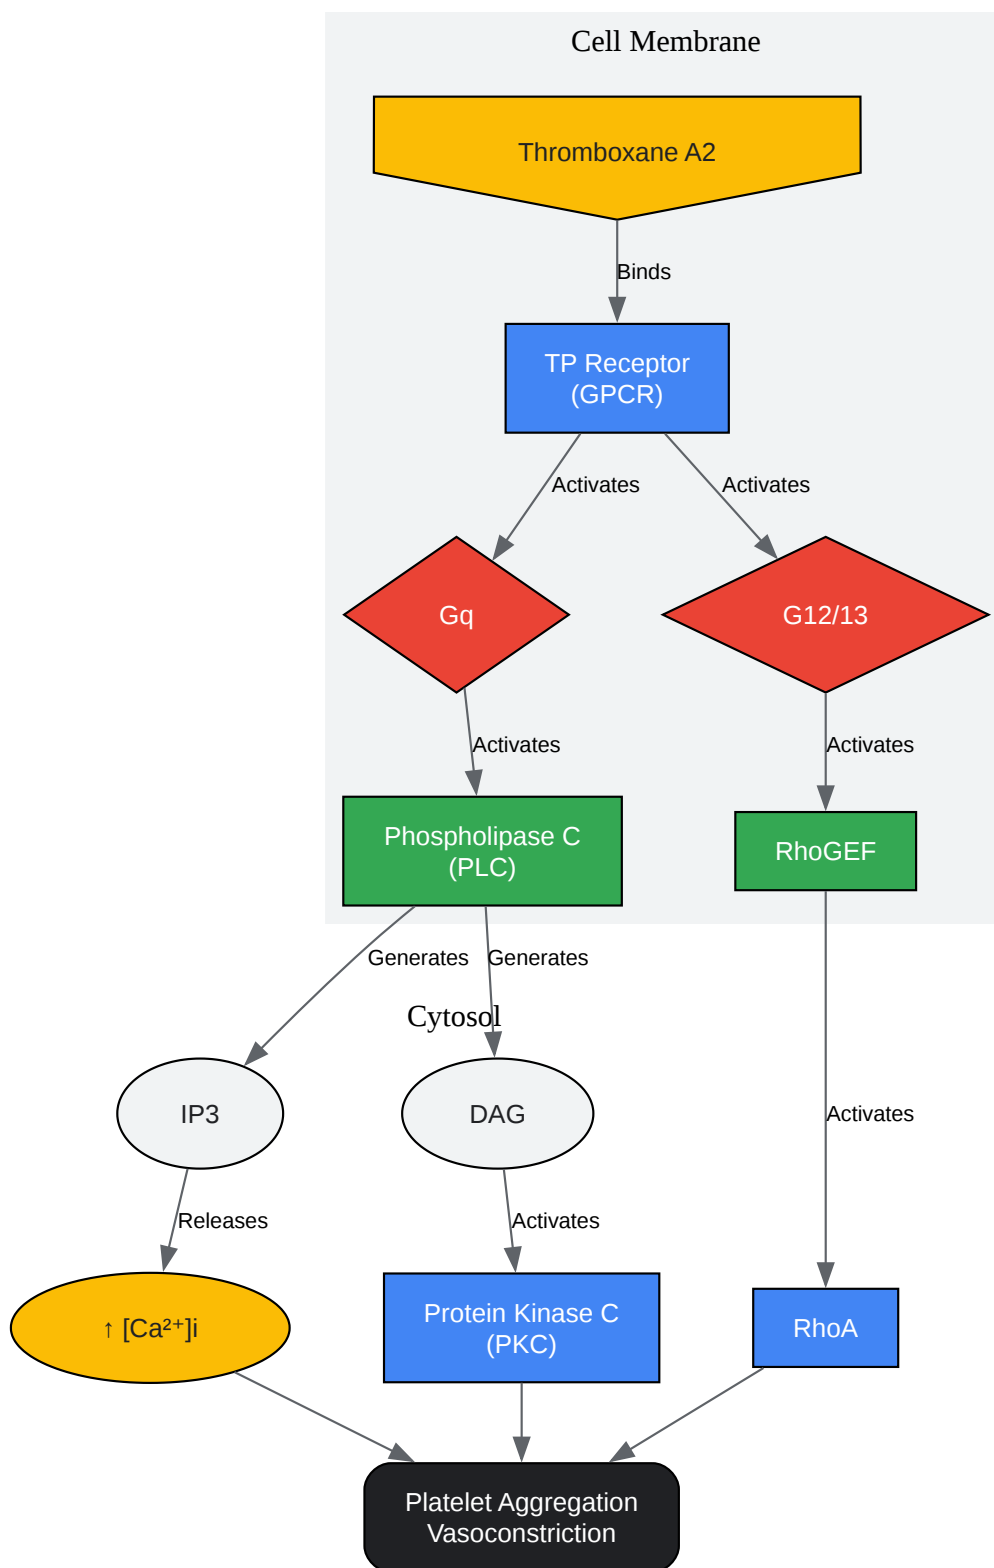 Cell Membrane
Thromboxane A2
Binds
TP Receptor
(GPCR)
Activates
Activates
Gq
G12/13
Activates
Activates
Phospholipase C
(PLC)
RhoGEF
Generates
Generates
Cytosol
IP3
DAG
Activates
Releases
Activates
↑ [Ca²⁺]i
Protein Kinase C
(PKC)
RhoA
Platelet Aggregation
Vasoconstriction